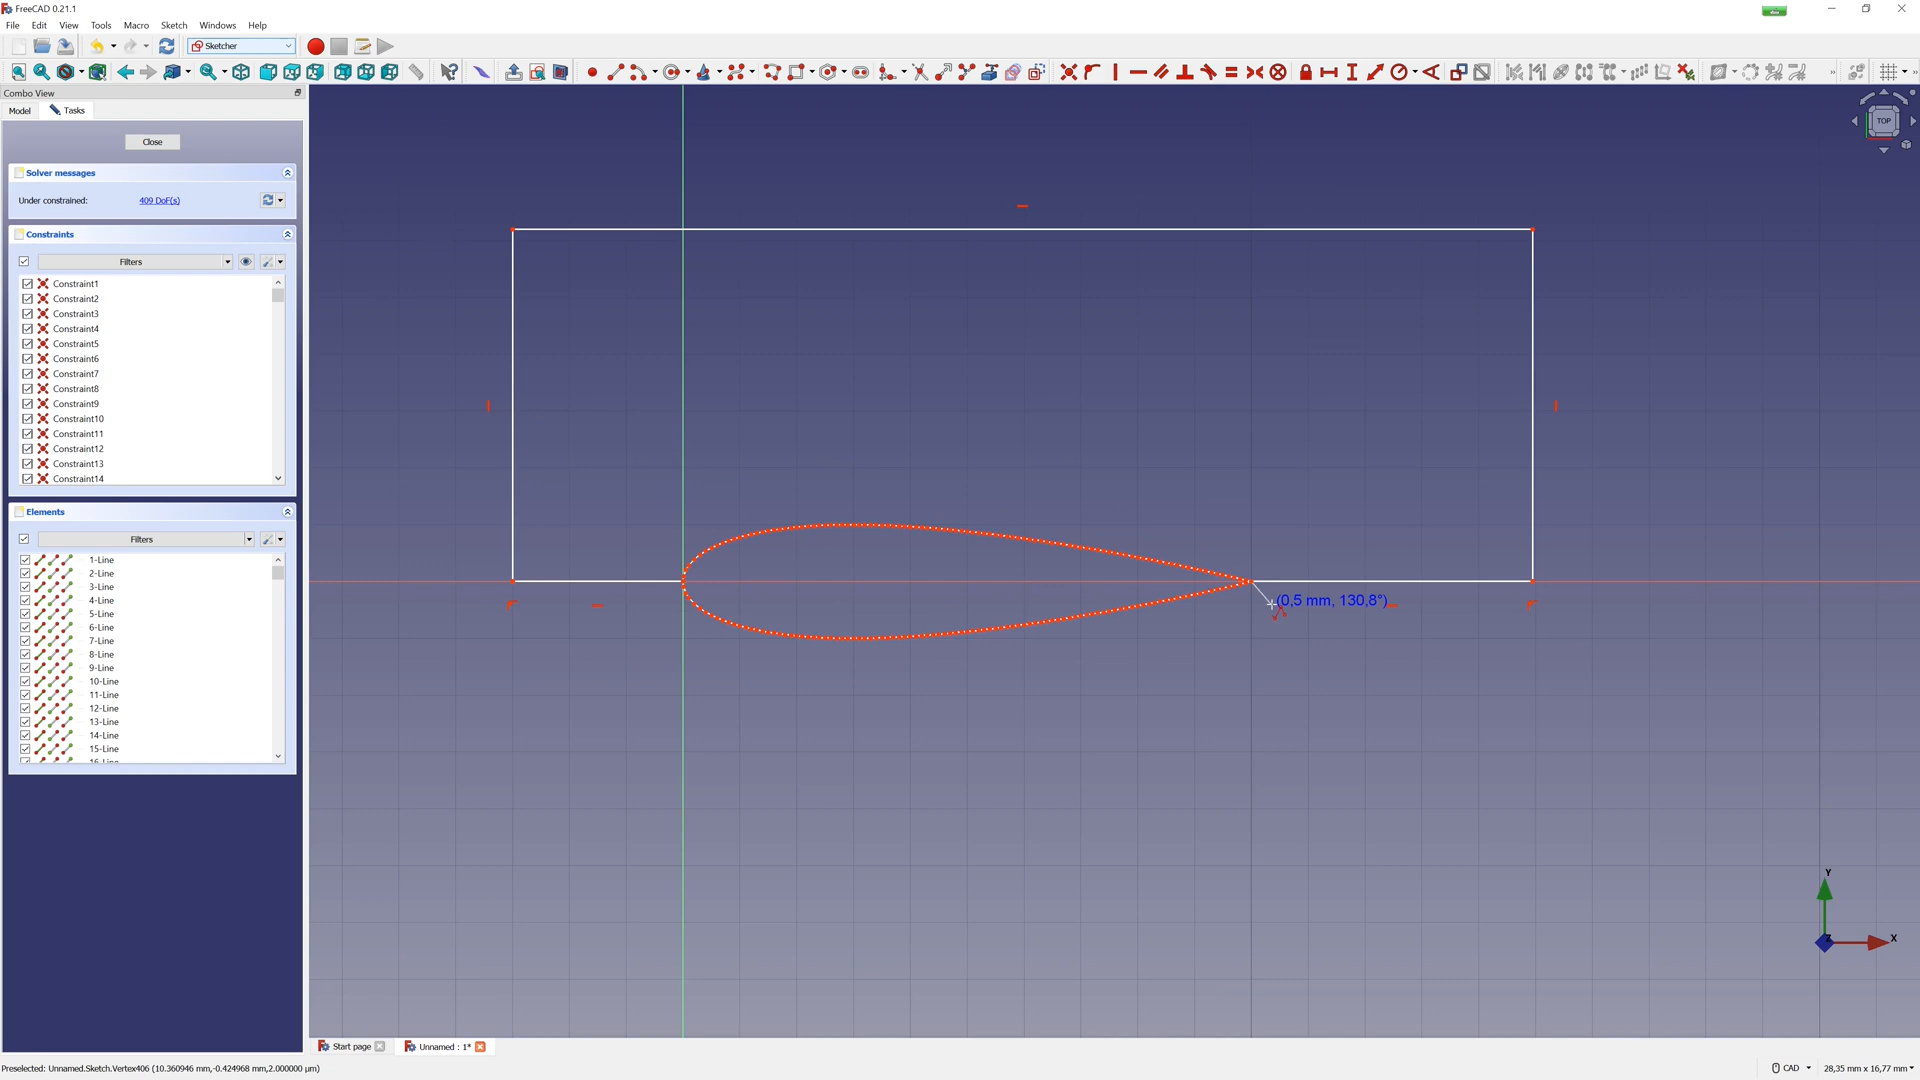 FreeCAD 0.21.1
File Edit View Tools Macro Sketch Windows Help
Sketcher
Combo View
Model Tasks
Close
Solver messages
Under constrained: 409 DoF(s)
Constraints
Filters
Constraint1
Constraint2
Constraint3
Constraint4
Constraint5
Constraint6
Constraint7
Constraint8
Constraint9
Constraint10
Constraint11
Constraint12
Constraint13
Constraint14
Elements
Filters
1-Line
2-Line
3-Line
4-Line
5-Line
6-Line
7-Line
8-Line
9-Line
10-Line
11-Line
12-Line
13-Line
14-Line
15-Line
16-Line
TOP
(0,5 mm, 130,8°)
Y
Z
X
Start page
Unnamed : 1*
Preselected: Unnamed.Sketch.Vertex406 (10.360946 mm,-0.424968 mm,2.000000 µm)
CAD
28,35 mm x 16,77 mm